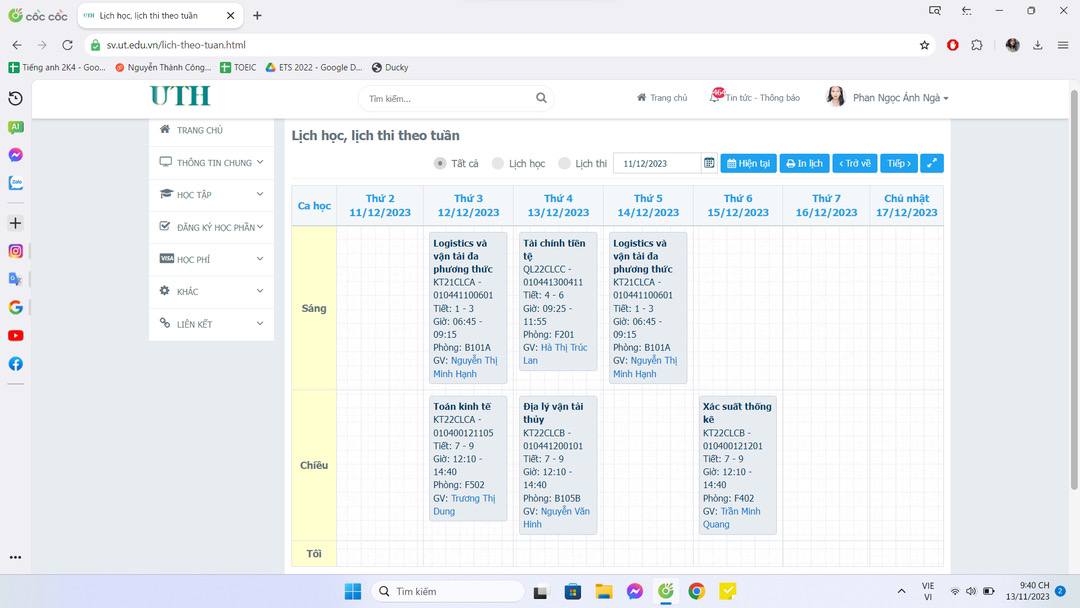 cốc cốc
UTH Lịch học, lịch thi theo tuần
sv.ut.edu.vn/lich-theo-tuan.html
Tiếng anh 2K4 - Goo...
Nguyễn Thành Công...
TOEIC
ETS 2022 - Google D...
Ducky
UTH
Tìm kiếm...
Trang chủ
464
Tin tức - Thông báo
Phan Ngọc Ánh Ngà
AI
Zalo
TRANG CHỦ
THÔNG TIN CHUNG
HỌC TẬP
ĐĂNG KÝ HỌC PHẦN
VISA HỌC PHÍ
KHÁC
LIÊN KẾT
Lịch học, lịch thi theo tuần
Tất cả
Lịch học
Lịch thi
11/12/2023
Hiện tại
In lịch
Trở về
Tiếp
Ca học
Thứ 2
11/12/2023
Thứ 3
12/12/2023
Thứ 4
13/12/2023
Thứ 5
14/12/2023
Thứ 6
15/12/2023
Thứ 7
16/12/2023
Chủ nhật
17/12/2023
Sáng
Logistics và
vận tải đa
phương thức
KT21CLCA -
010441100601
Tiết: 1 - 3
Giờ: 06:45 -
09:15
Phòng: B101A
GV: Nguyễn Thị
Minh Hạnh
Tài chính tiền
tệ
QL22CLCC -
010441300411
Tiết: 4 - 6
Giờ: 09:25 -
11:55
Phòng: F201
GV: Hà Thị Trúc
Lan
Logistics và
vận tải đa
phương thức
KT21CLCA -
010441100601
Tiết: 1 - 3
Giờ: 06:45 -
09:15
Phòng: B101A
GV: Nguyễn Thị
Minh Hạnh
Chiều
Toán kinh tế
KT22CLCA -
010400121105
Tiết: 7 - 9
Giờ: 12:10 -
14:40
Phòng: F502
GV: Trương Thị
Dung
Địa lý vận tải
thủy
KT22CLCB -
010441200101
Tiết: 7 - 9
Giờ: 12:10 -
14:40
Phòng: B105B
GV: Nguyễn Văn
Hinh
Xác suất thống
kê
KT22CLCB -
010400121201
Tiết: 7 - 9
Giờ: 12:10 -
14:40
Phòng: F402
GV: Trần Minh
Quang
Tối
Tìm kiếm
VIE
VI
9:40 CH
13/11/2023
2